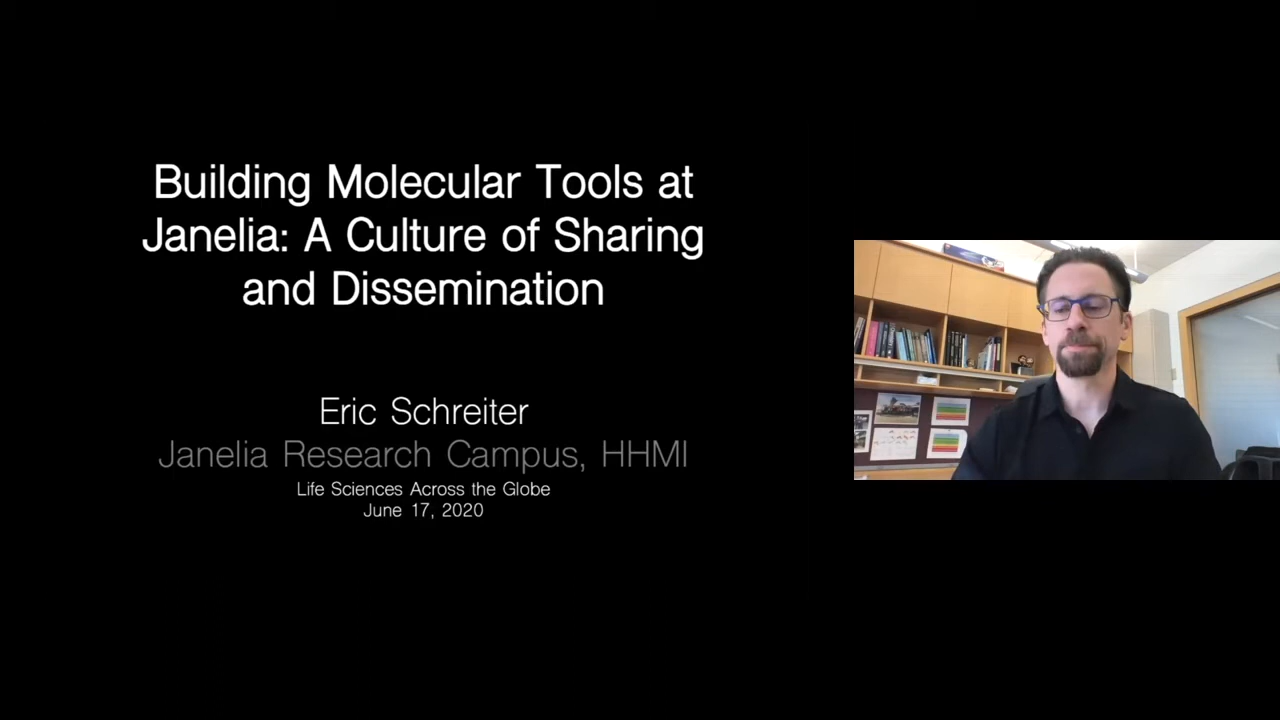 Building Molecular Tools at
Janelia: A Culture of Sharing
and Dissemination
Eric Schreiter
Janelia Research Campus, HHMI
Life Sciences Across the Globe
June 17, 2020